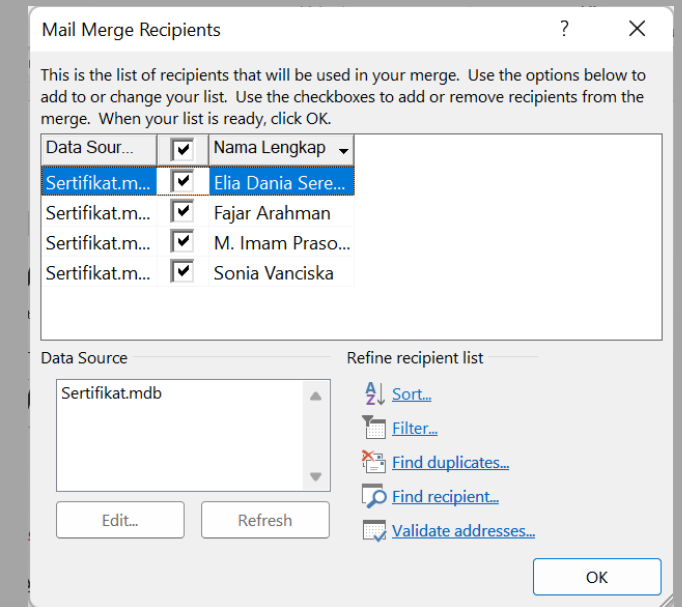 Mail Merge Recipients ?
This is the list of recipients that will be used in your merge. Use the options below to
add to or change your list. Use the checkboxes to add or remove recipients from the
merge. When your list is ready, click OK.
Data Sour... Nama Lengkap
Sertifikat.m... Elia Dania Sere...
Sertifikat.m... Fajar Arahman
Sertifikat.m... M. Imam Praso...
Sertifikat.m... Sonia Vanciska
Data Source
Sertifikat.mdb
Edit... Refresh
Refine recipient list
Sort...
Filter...
Find duplicates...
Find recipient...
Validate addresses...
OK